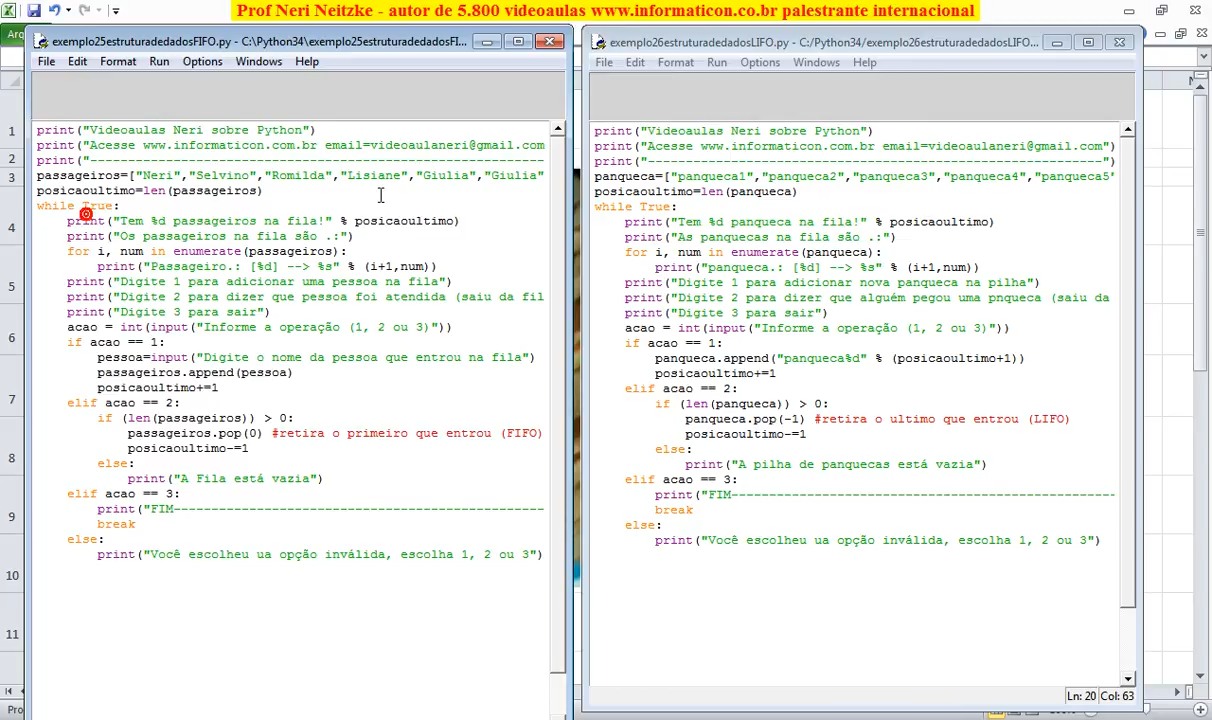 Prof Neri Neitzke - autor de 5.800 videoaulas www.informaticon.co.br palestrante internacional
exemplo25estruturadedadosFIFO.py - C:\Python34\exemplo25estruturadedadosFI...
File Edit Format Run Options Windows Help
print("Videoaulas Neri sobre Python")
print("Acesse www.informaticon.com.br email=videoaulaneri@gmail.com
print("-------------------------------------------------------------
passageiros=["Neri","Selvino","Romilda","Lisiane","Giulia","Giulia"
posicaoultimo=len(passageiros)
while True:
    print("Tem %d passageiros na fila!" % posicaoultimo)
    print("Os passageiros na fila são .:")
    for i, num in enumerate(passageiros):
        print("Passageiro.: [%d] --> %s" % (i+1,num))
    print("Digite 1 para adicionar uma pessoa na fila")
    print("Digite 2 para dizer que pessoa foi atendida (saiu da fil
    print("Digite 3 para sair")
    acao = int(input("Informe a operação (1, 2 ou 3)"))
    if acao == 1:
        pessoa=input("Digite o nome da pessoa que entrou na fila")
        passageiros.append(pessoa)
        posicaoultimo+=1
    elif acao == 2:
        if (len(passageiros)) > 0:
            passageiros.pop(0) #retira o primeiro que entrou (FIFO)
            posicaoultimo-=1
        else:
            print("A Fila está vazia")
    elif acao == 3:
        print("FIM-------------------------------------------------
        break
    else:
        print("Você escolheu ua opção inválida, escolha 1, 2 ou 3")
exemplo26estruturadedadosLIFO.py - C:/Python34/exemplo26estruturadedadosLIFO...
File Edit Format Run Options Windows Help
print("Videoaulas Neri sobre Python")
print("Acesse www.informaticon.com.br email=videoaulaneri@gmail.com")
print("-------------------------------------------------------------")
panqueca=["panqueca1","panqueca2","panqueca3","panqueca4","panqueca5"
posicaoultimo=len(panqueca)
while True:
    print("Tem %d panqueca na fila!" % posicaoultimo)
    print("As panquecas na fila são .:")
    for i, num in enumerate(panqueca):
        print("panqueca.: [%d] --> %s" % (i+1,num))
    print("Digite 1 para adicionar nova panqueca na pilha")
    print("Digite 2 para dizer que alguém pegou uma pnqueca (saiu da
    print("Digite 3 para sair")
    acao = int(input("Informe a operação (1, 2 ou 3)"))
    if acao == 1:
        panqueca.append("panqueca%d" % (posicaoultimo+1))
        posicaoultimo+=1
    elif acao == 2:
        if (len(panqueca)) > 0:
            panqueca.pop(-1) #retira o ultimo que entrou (LIFO)
            posicaoultimo-=1
        else:
            print("A pilha de panquecas está vazia")
    elif acao == 3:
        print("FIM---------------------------------------------------
        break
    else:
        print("Você escolheu ua opção inválida, escolha 1, 2 ou 3")
Ln: 20 Col: 63
Arq
1
2
3
4
5
6
7
8
9
10
11
Pro